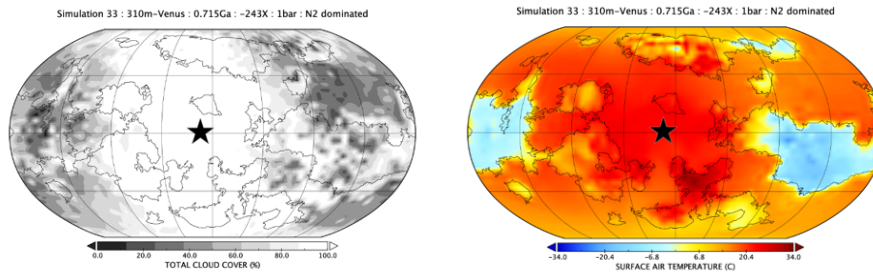 Simulation 33 : 310m-Venus : 0.715Ga : -243X : 1bar : N2 dominated
0.0 20.0 40.0 60.0 80.0 100.0
TOTAL CLOUD COVER (%)
Simulation 33 : 310m-Venus : 0.715Ga : -243X : 1bar : N2 dominated
-34.0 -20.4 -6.8 6.8 20.4 34.0
SURFACE AIR TEMPERATURE (C)